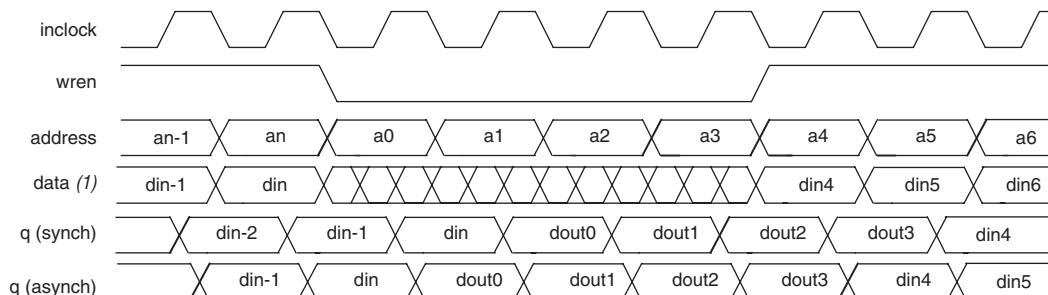 inclock
wren
address an-1 an a0 a1 a2 a3 a4 a5 a6
data (1) din-1 din din4 din5 din6
q (synch) din-2 din-1 din dout0 dout1 dout2 dout3 din4
q (asynch) din-1 din dout0 dout1 dout2 dout3 din4 din5